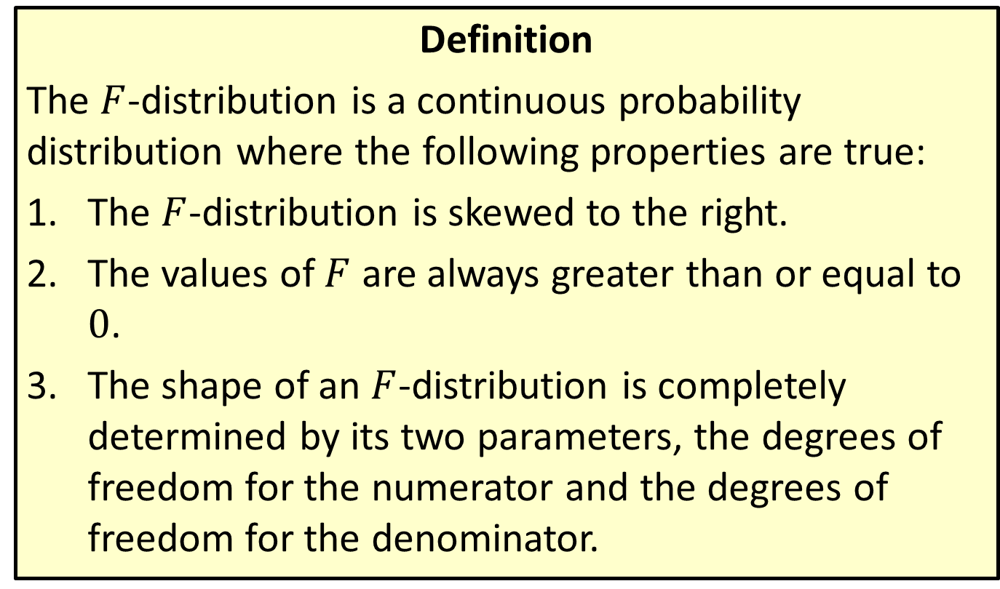 Definition
The F-distribution is a continuous probability
distribution where the following properties are true:
1. The F-distribution is skewed to the right.
2. The values of F are always greater than or equal to
0.
3. The shape of an F-distribution is completely
determined by its two parameters, the degrees of
freedom for the numerator and the degrees of
freedom for the denominator.